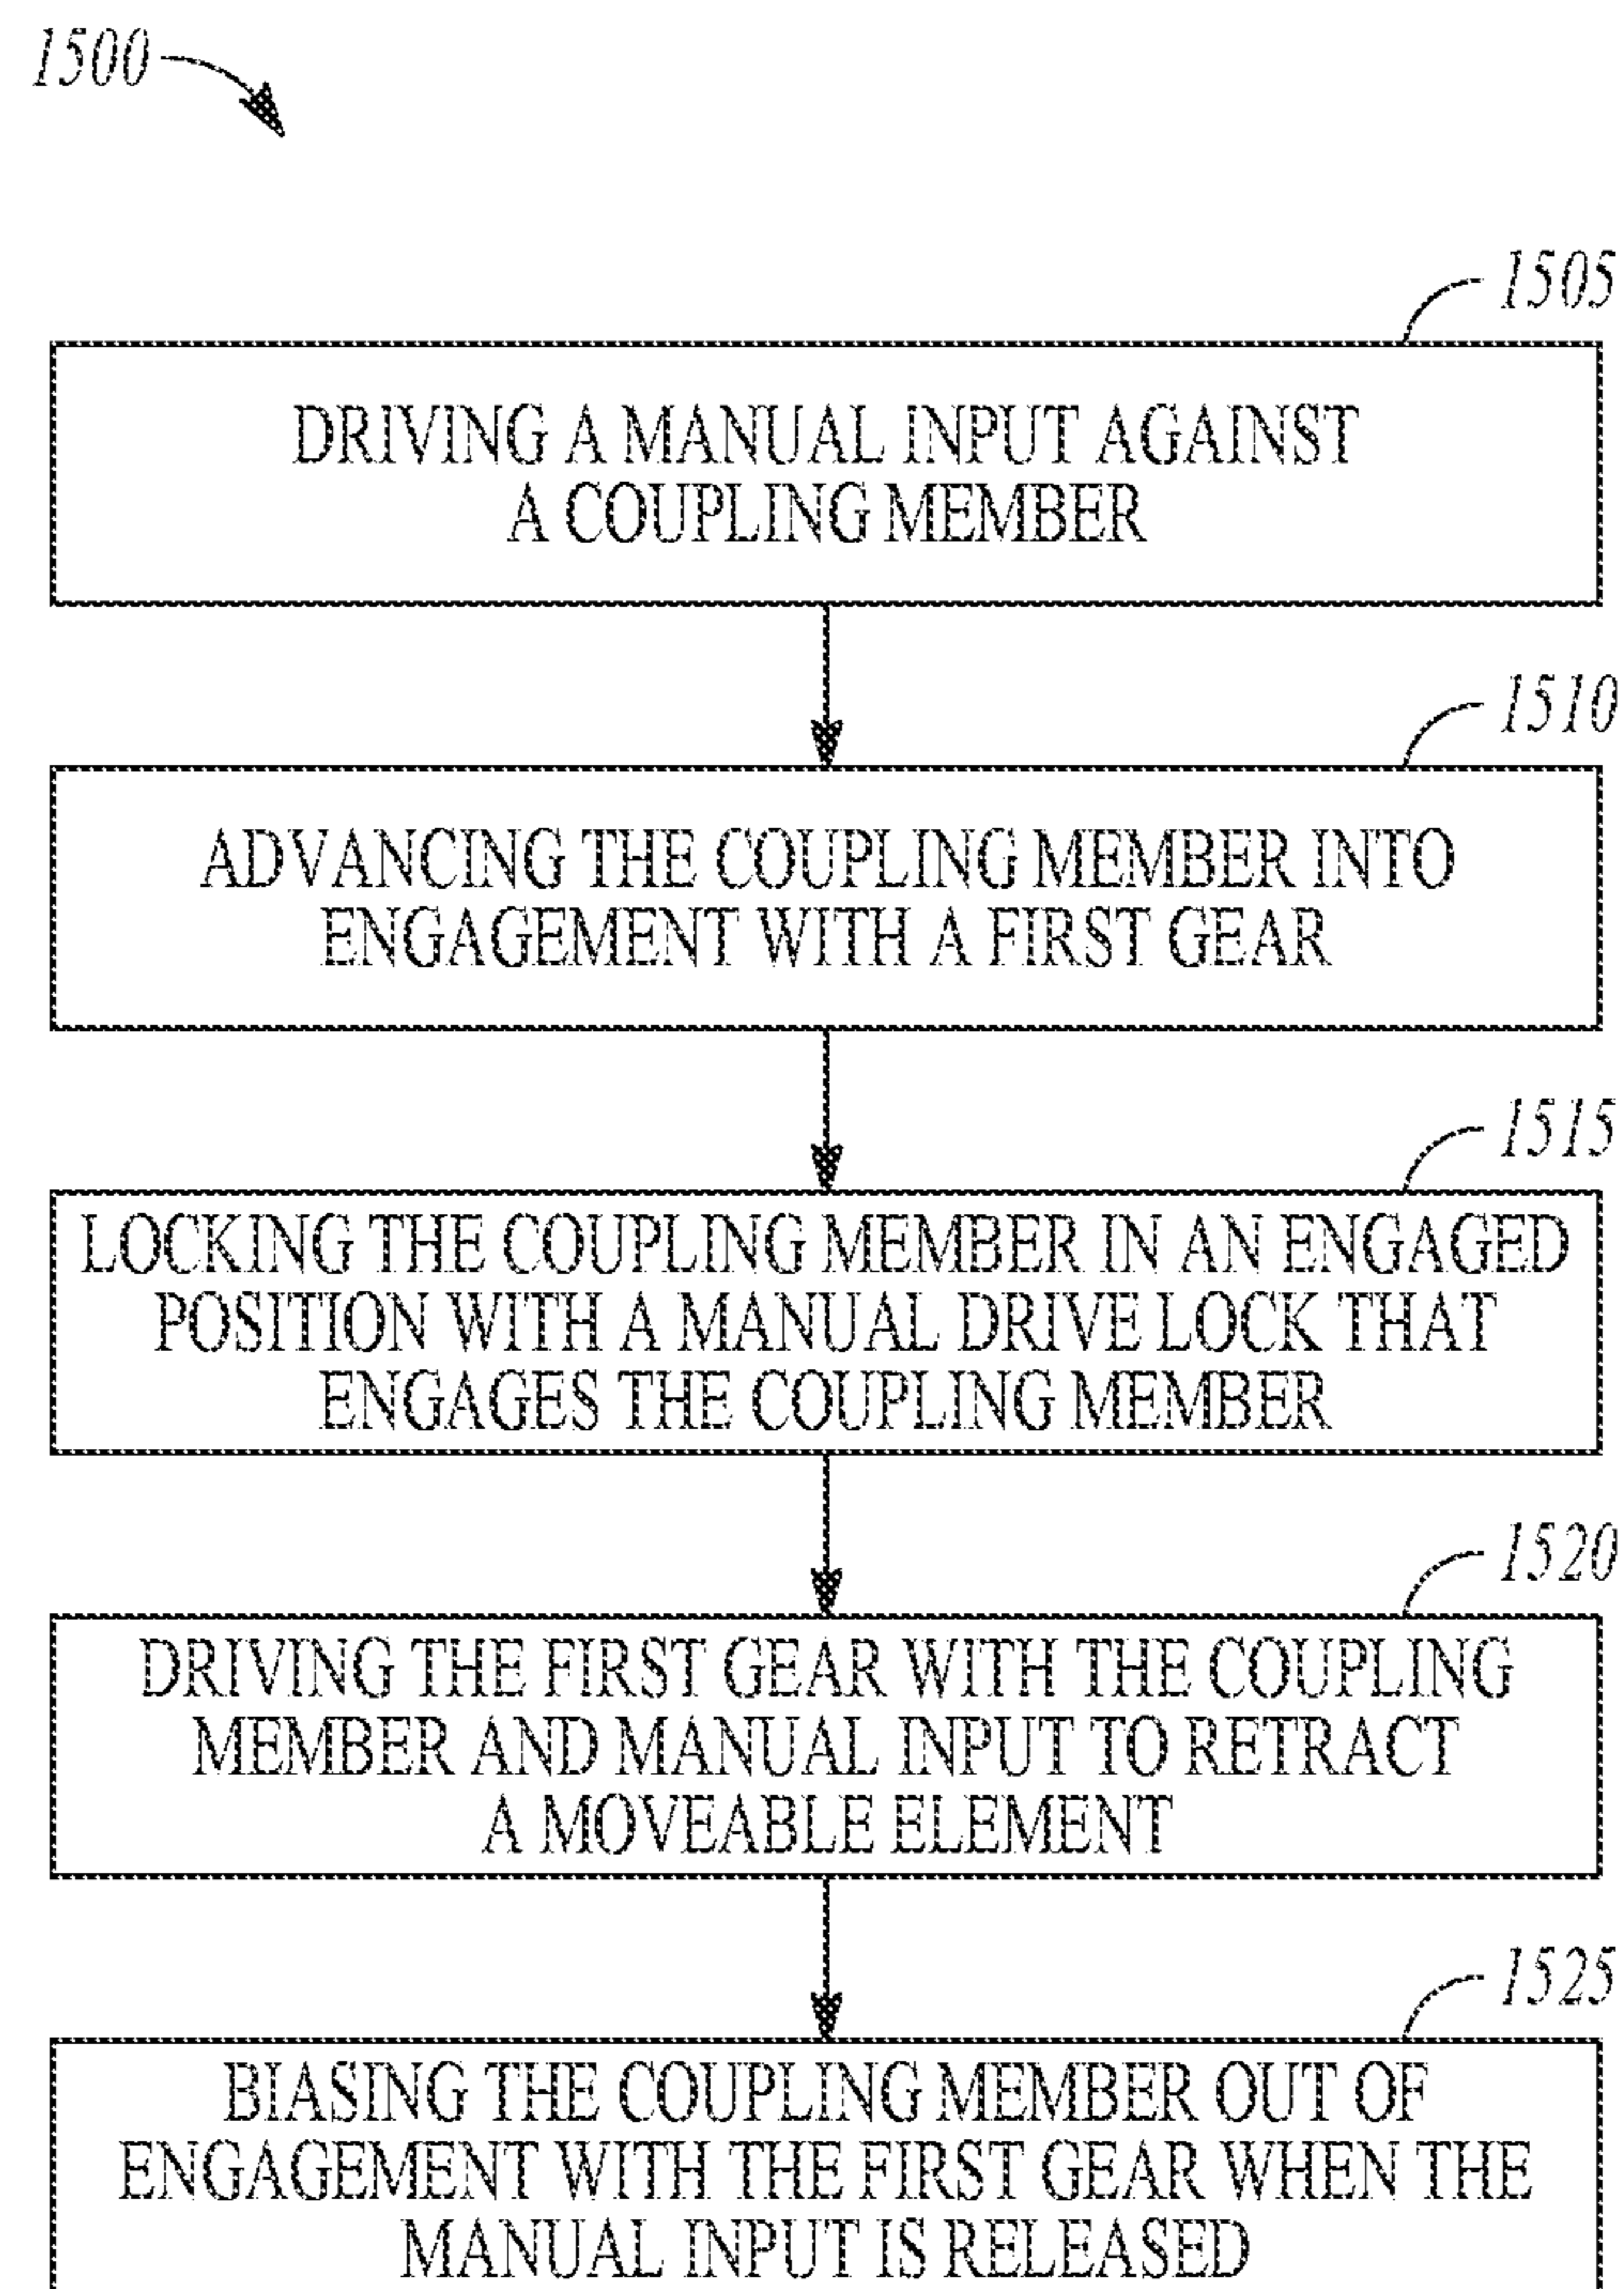 1500
1505
DRIVING A MANUAL INPUT AGAINST
A COUPLING MEMBER
1510
ADVANCING THE COUPLING MEMBER INTO
ENGAGEMENT WITH A FIRST GEAR
1515
LOCKING THE COUPLING MEMBER IN AN ENGAGED
POSITION WITH A MANUAL DRIVE LOCK THAT
ENGAGES THE COUPLING MEMBER
1520
DRIVING THE FIRST GEAR WITH THE COUPLING
MEMBER AND MANUAL INPUT TO RETRACT
A MOVEABLE ELEMENT
1525
BIASING THE COUPLING MEMBER OUT OF
ENGAGEMENT WITH THE FIRST GEAR WHEN THE
MANUAL INPUT IS RELEASED